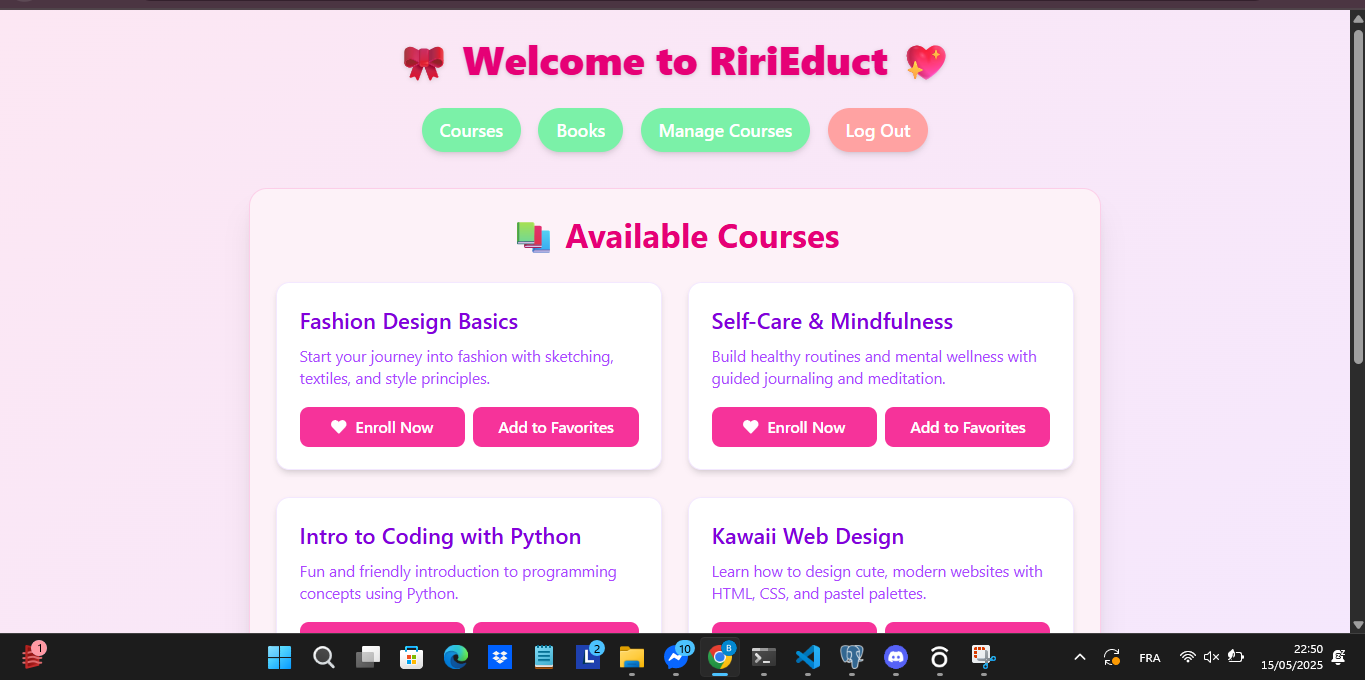 Welcome to RiriEduct
Courses Books Manage Courses Log Out
Available Courses
Fashion Design Basics
Start your journey into fashion with sketching,
textiles, and style principles.
Enroll Now Add to Favorites
Self-Care & Mindfulness
Build healthy routines and mental wellness with
guided journaling and meditation.
Enroll Now Add to Favorites
Intro to Coding with Python
Fun and friendly introduction to programming
concepts using Python.
Kawaii Web Design
Learn how to design cute, modern websites with
HTML, CSS, and pastel palettes.
1
L 2
10
B
FRA
22:50
15/05/2025